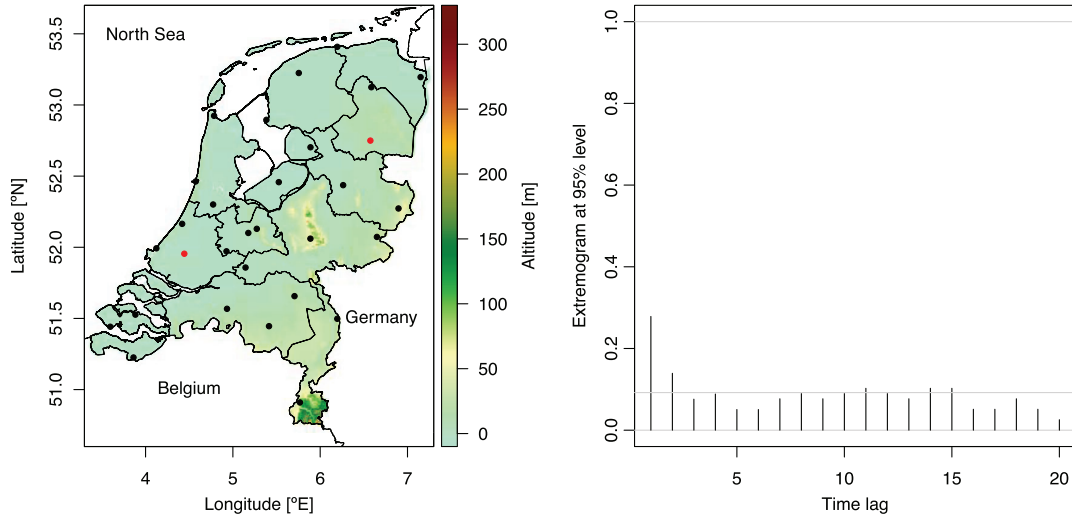 North Sea
Germany
Belgium
53.5
53.0
52.5
52.0
51.5
51.0
Latitude [ºN]
4 5 6 7
Longitude [ºE]
300
250
200
150
100
50
0
Altitude [m]
1.0
0.8
0.6
0.4
0.2
0.0
Extremogram at 95% level
5 10 15 20
Time lag